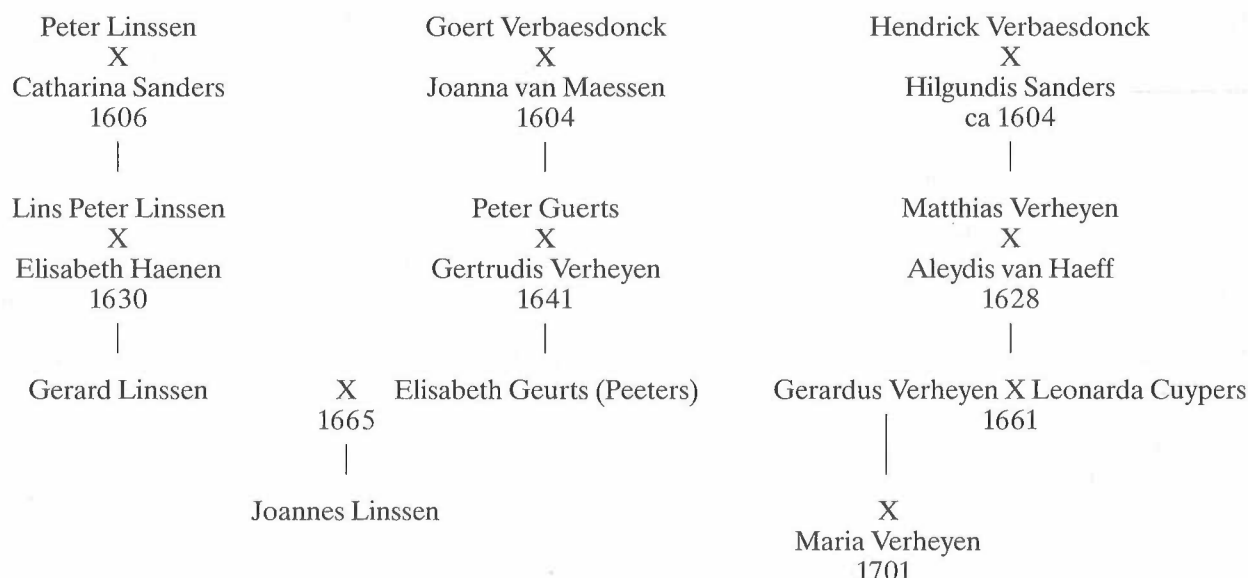 Peter Linssen Goert Verbaesdonck Hendrick Verbaesdonck
X X X
Catharina Sanders Joanna van Maessen Hilgundis Sanders
1606 1604 ca 1604
Lins Peter Linssen Peter Guerts Matthias Verheyen
X X X
Elisabeth Haenen Gertrudis Verheyen Aleydis van Haeff
1630 1641 1628
Gerard Linssen X Elisabeth Geurts (Peeters) Gerardus Verheyen X Leonarda Cuypers
1665 1661
Joannes Linssen X
Maria Verheyen
1701